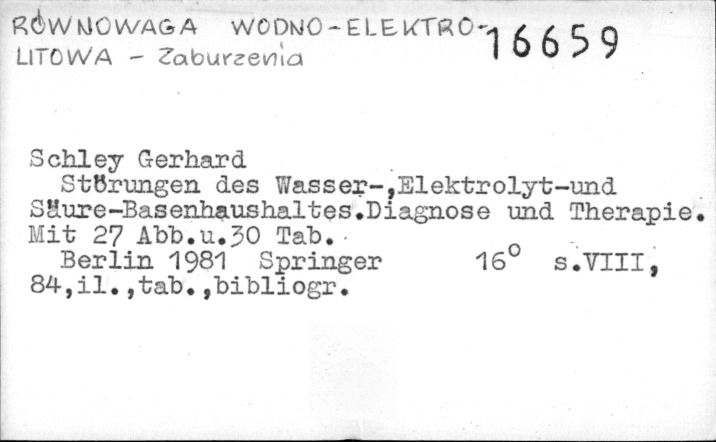 RÓWNOWAGA WODNO-ELEKTRO- 16659
LITOWA - Zaburzenia
Schley Gerhard
Störungen des Wasser-,Elektrolyt-und
Säure-Basenhaushaltes.Diagnose und Therapie.
Mit 27 Abb.u.30 Tab.
Berlin 1981 Springer 16° s.VIII,
84,il.,tab.,bibliogr.